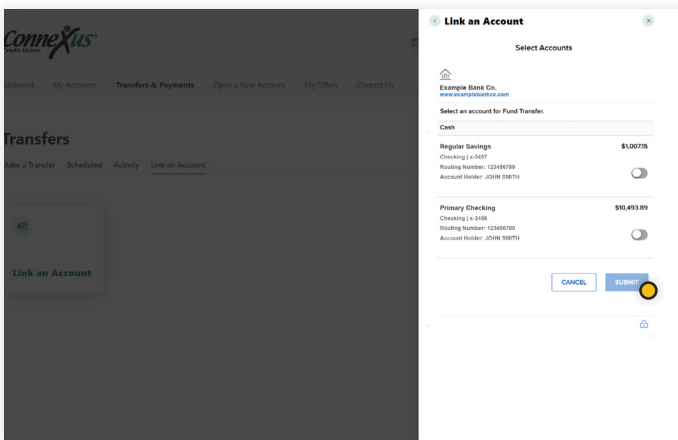 Connexus
Credit Union
Link an Account
Select Accounts
Example Bank Co.
www.examplebankco.com
Select an account for Fund Transfer.
Cash
Regular Savings $1,007.15
Checking | x-3457
Routing Number: 123456789
Account Holder: JOHN SMITH
Primary Checking $10,493.89
Checking | x-3456
Routing Number: 123456780
Account Holder: JOHN SMITH
CANCEL SUBMIT
My Accounts Transfers & Payments Open a New Account My Offers Contact Us
Transfers
Make a Transfer Scheduled Activity Link an Account
Link an Account